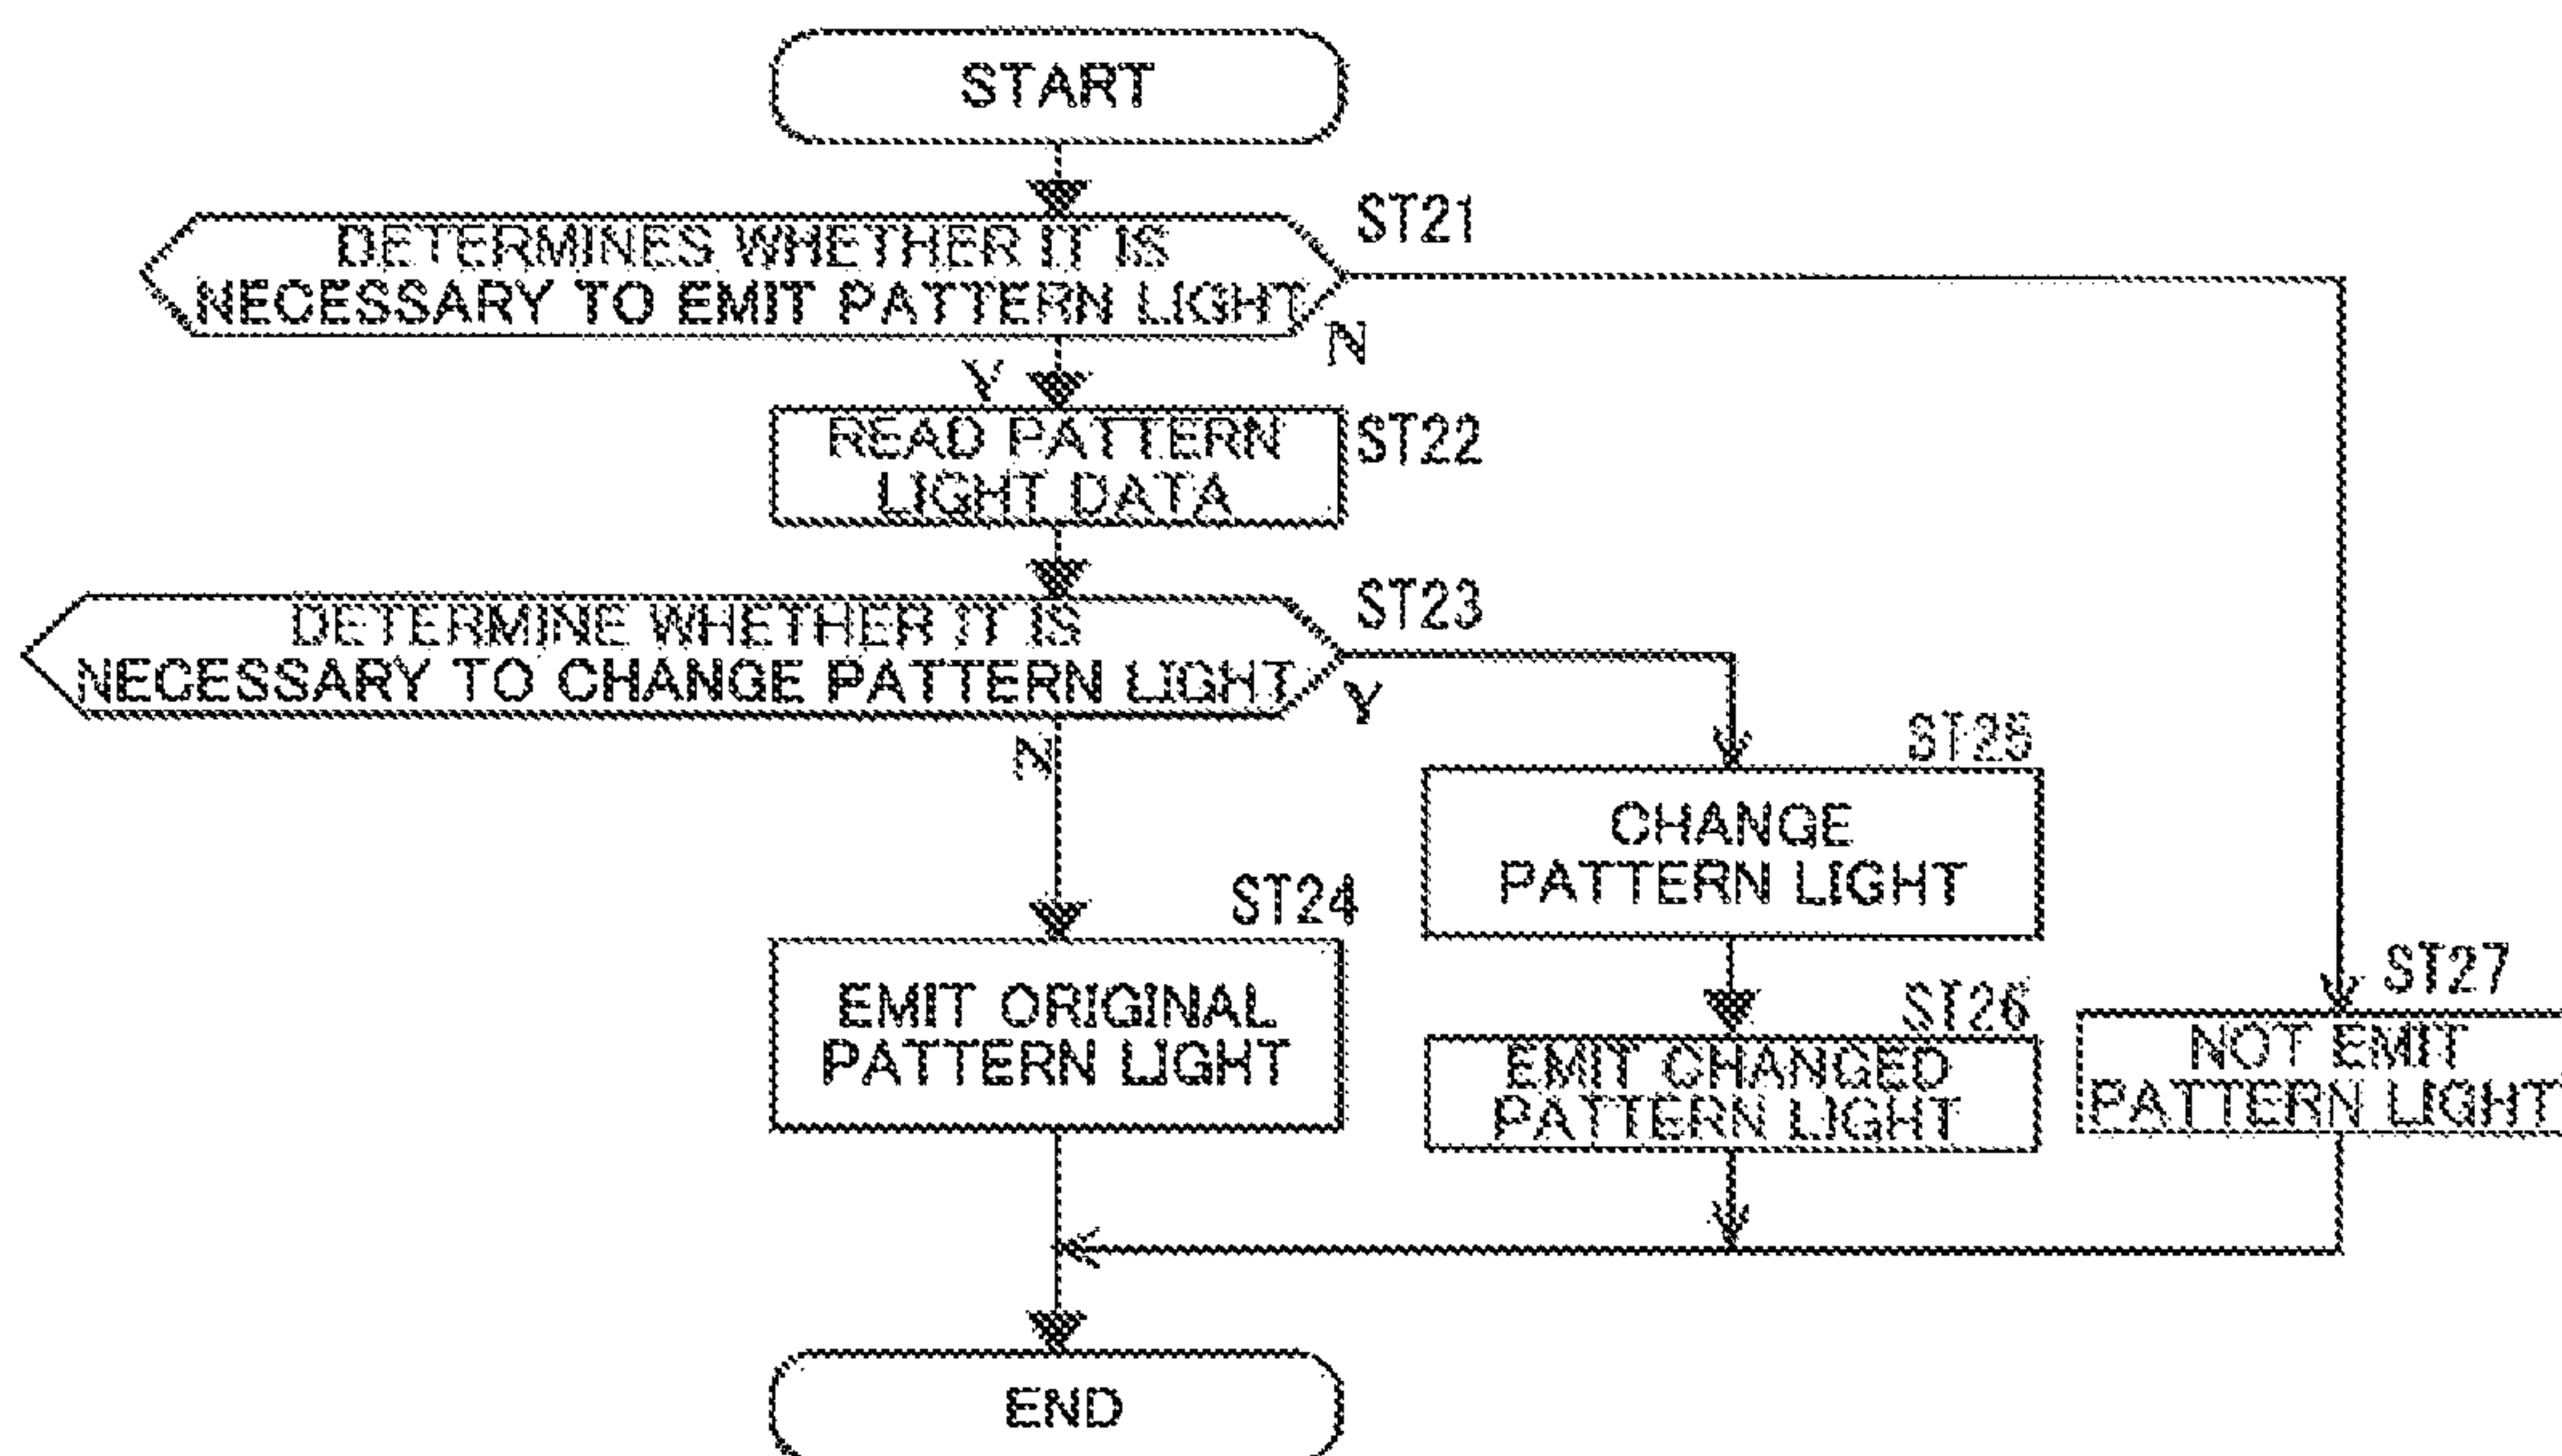 START
ST21
DETERMINES WHETHER IT IS
NECESSARY TO EMIT PATTERN LIGHT
N
Y
READ PATTERN
LIGHT DATA
ST22
ST23
DETERMINE WHETHER IT IS
NECESSARY TO CHANGE PATTERN LIGHT
Y
N
ST25
CHANGE
PATTERN LIGHT
ST24
EMIT ORIGINAL
PATTERN LIGHT
ST26
EMIT CHANGED
PATTERN LIGHT
ST27
NOT EMIT
PATTERN LIGHT
END